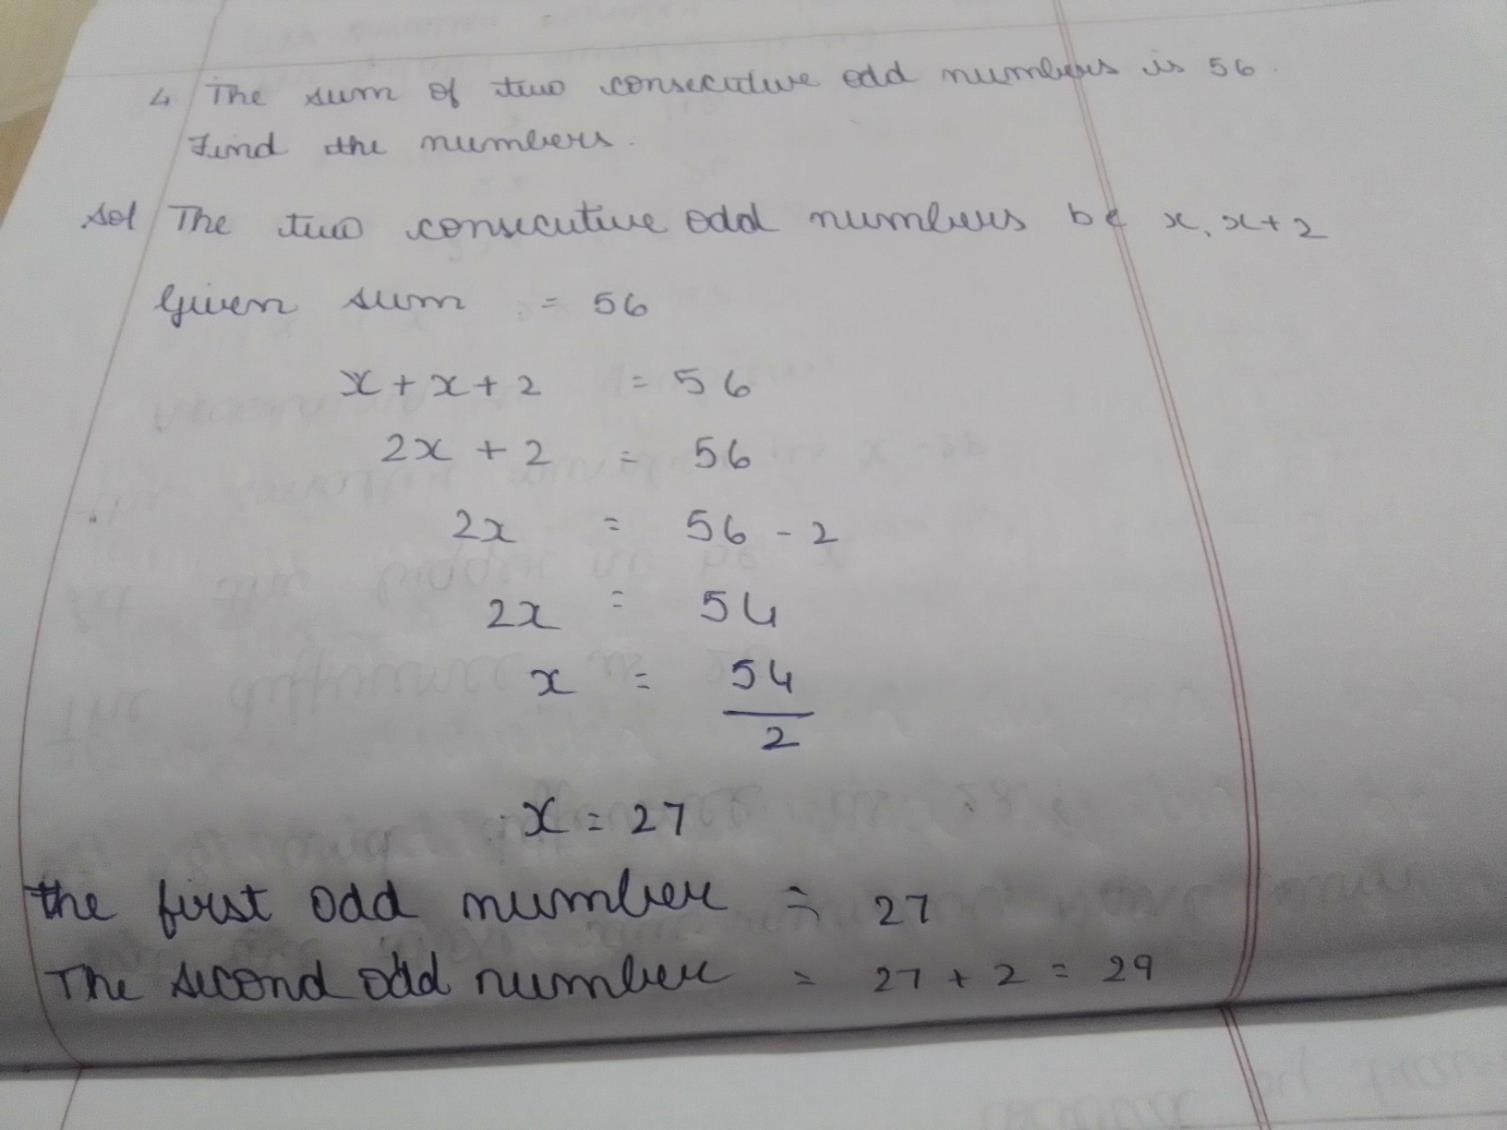 4 The sum of two consecutive odd numbers is 56.
Find the numbers.
Sol The two consecutive odd numbers be x, x+2
Given sum = 56
x + x + 2 = 56
2x + 2 = 56
2x = 56 - 2
2x = 54
x = 54
2
x = 27
the first odd number = 27
The second odd number = 27 + 2 = 29